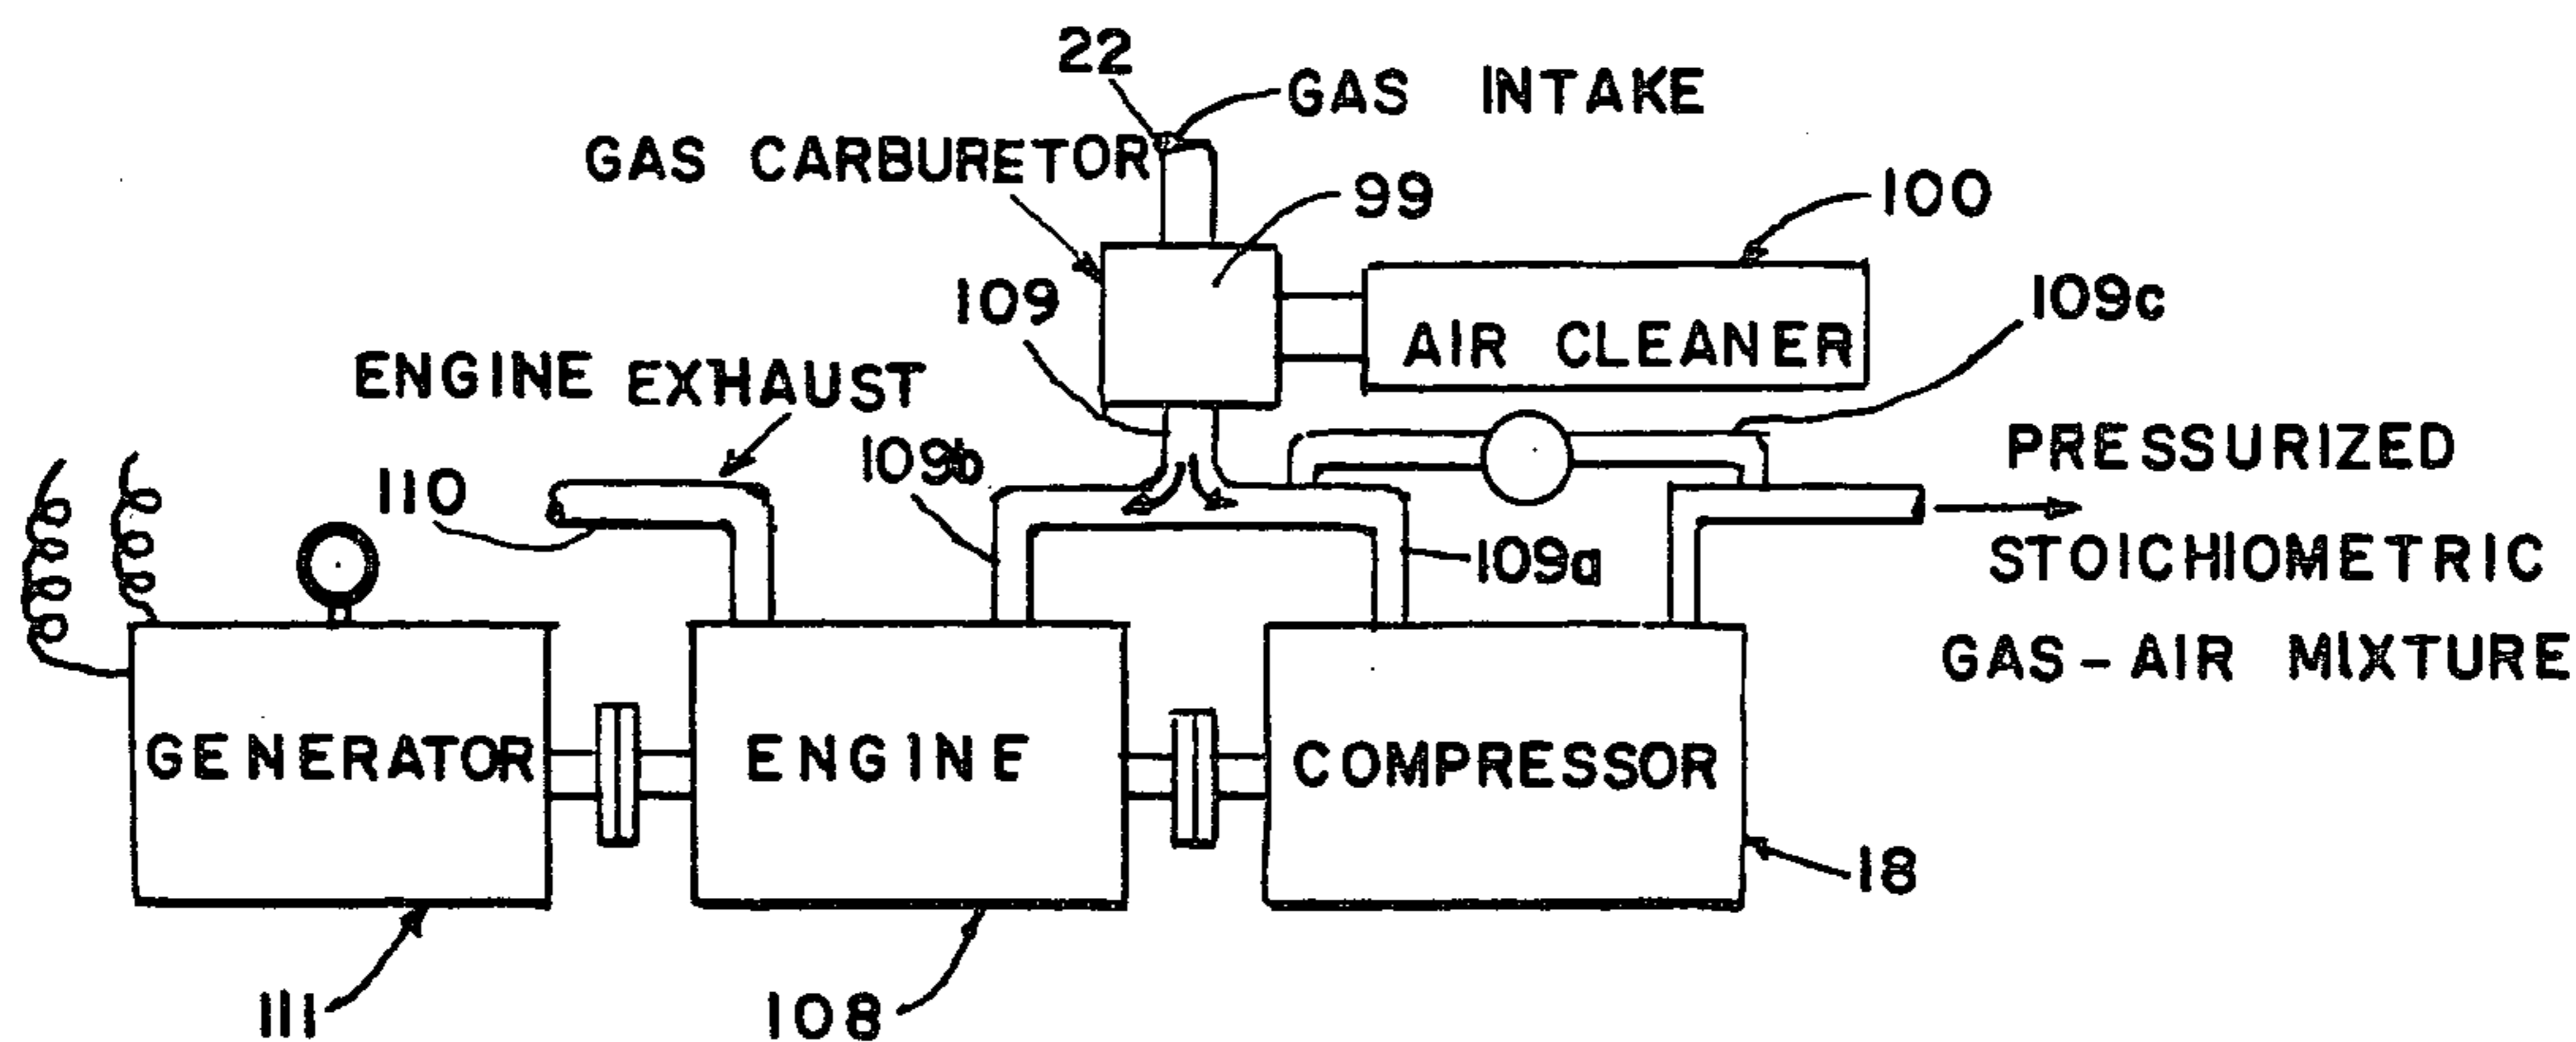 22
GAS INTAKE
GAS CARBURETOR
99
100
109
109c
AIR CLEANER
ENGINE EXHAUST
109b
110
PRESSURIZED
STOICHIOMETRIC
GAS-AIR MIXTURE
109a
GENERATOR
ENGINE
COMPRESSOR
18
111
108